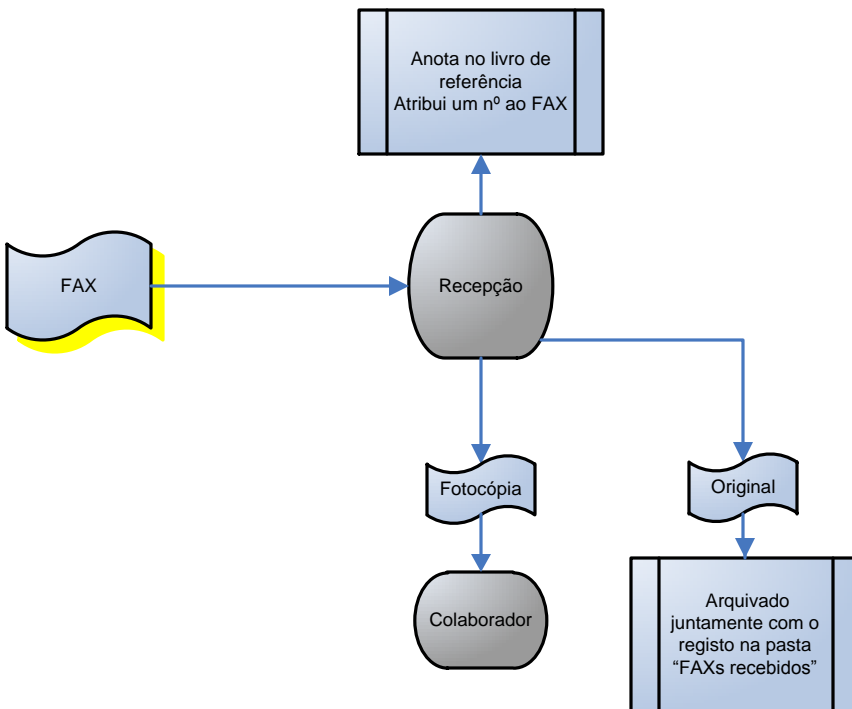 Anota no livro de
referência
Atribui um nº ao FAX
FAX
Recepção
Fotocópia
Original
Colaborador
Arquivado
juntamente com o
registo na pasta
“FAXs recebidos”